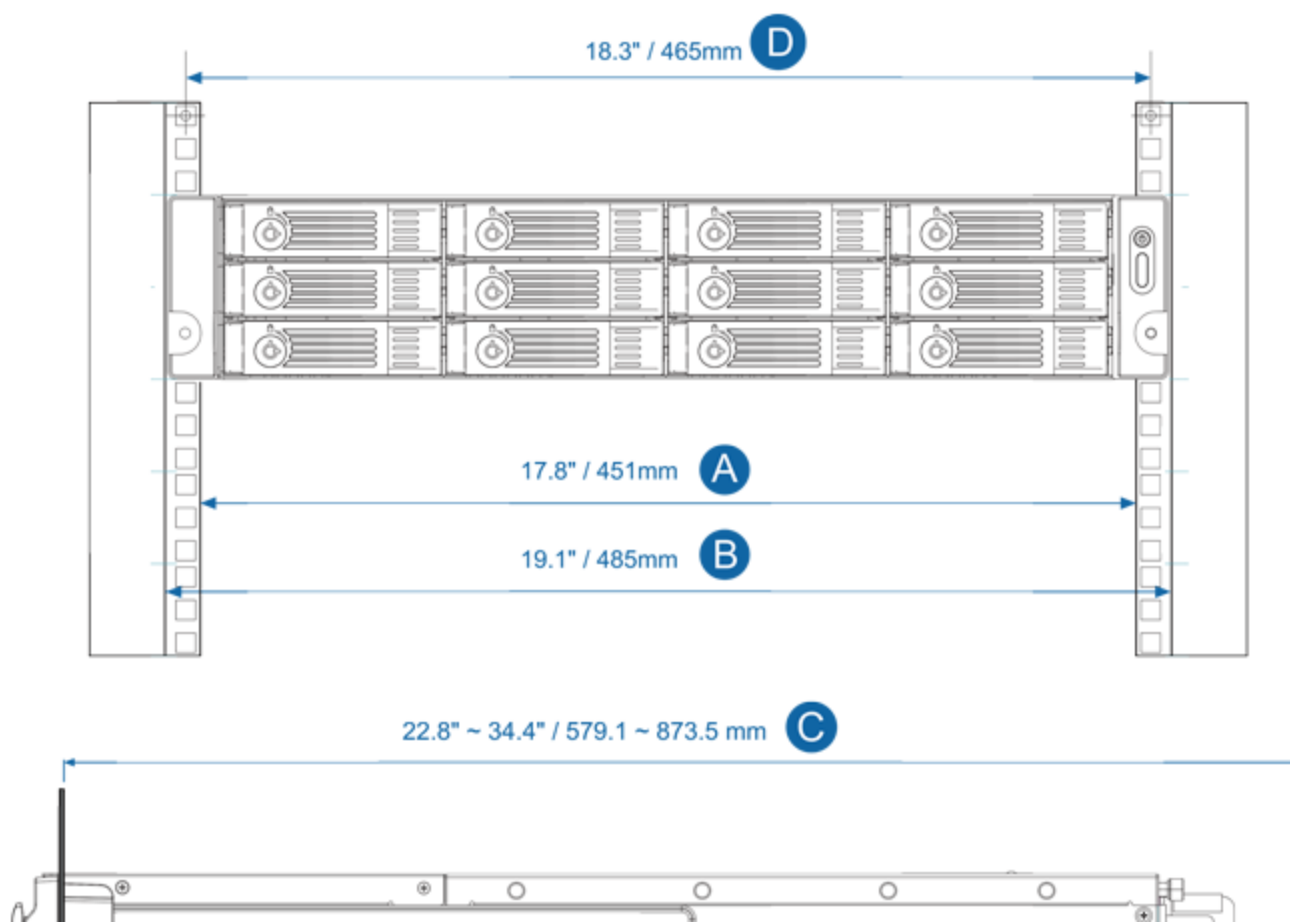 18.3" / 465mm D
17.8" / 451mm A
19.1" / 485mm B
22.8" ~ 34.4" / 579.1 ~ 873.5 mm C